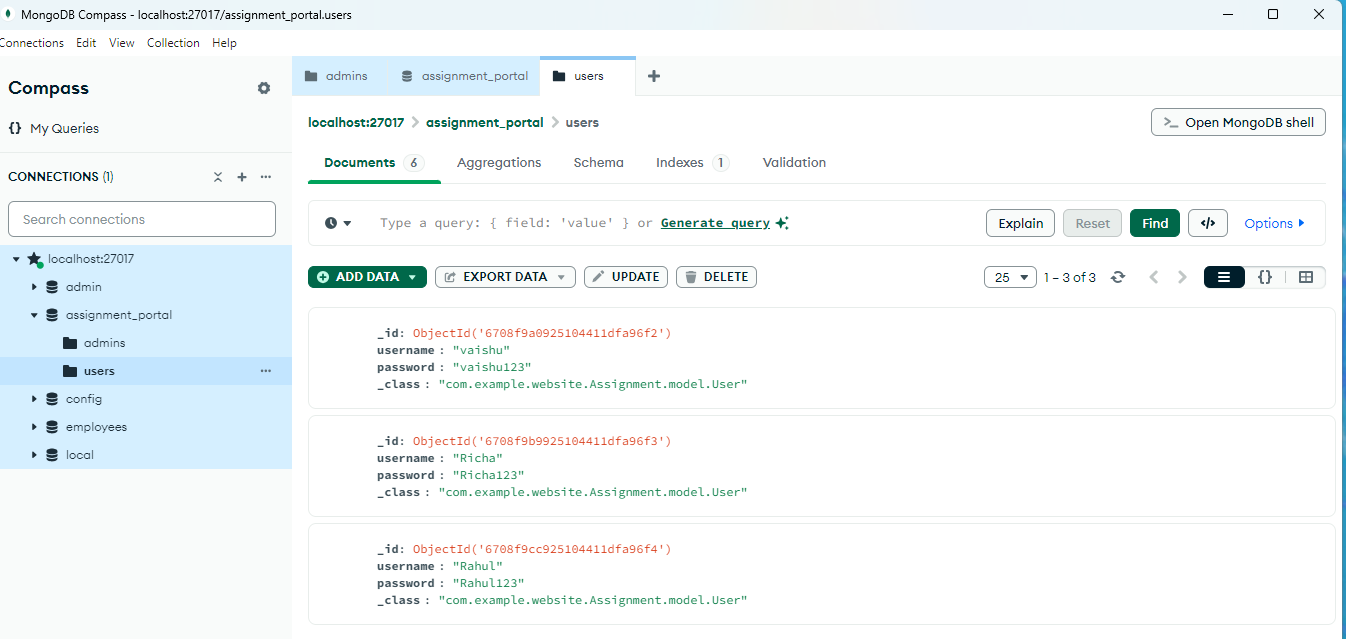 MongoDB Compass - localhost:27017/assignment_portal.users
Connections Edit View Collection Help
Compass
{} My Queries
CONNECTIONS (1)
Search connections
localhost:27017
admin
assignment_portal
admins
users
config
employees
local
admins assignment_portal users
localhost:27017 > assignment_portal > users
>_ Open MongoDB shell
Documents 6 Aggregations Schema Indexes 1 Validation
Type a query: { field: 'value' } or Generate query
Explain Reset Find </> Options
ADD DATA EXPORT DATA UPDATE DELETE
25 1 – 3 of 3 {}
_id: ObjectId('6708f9a0925104411dfa96f2')
username : "vaishu"
password : "vaishu123"
_class : "com.example.website.Assignment.model.User"
_id: ObjectId('6708f9b9925104411dfa96f3')
username : "Richa"
password : "Richa123"
_class : "com.example.website.Assignment.model.User"
_id: ObjectId('6708f9cc925104411dfa96f4')
username : "Rahul"
password : "Rahul123"
_class : "com.example.website.Assignment.model.User"